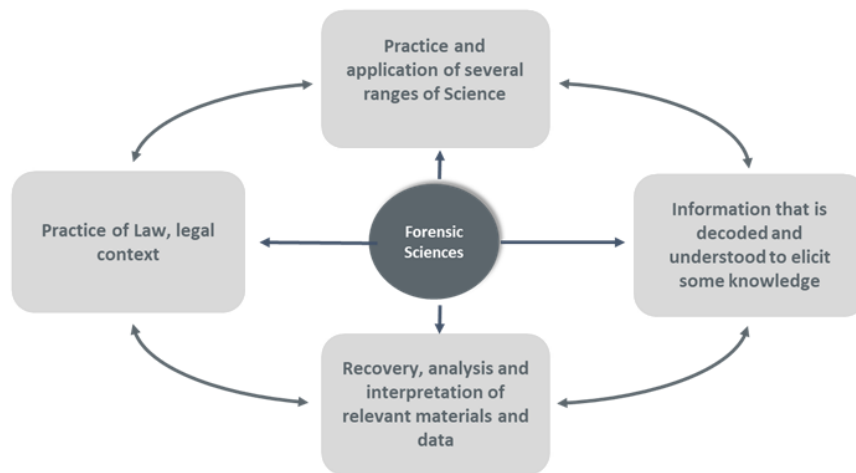 Practice and
application of several
ranges of Science
Practice of Law, legal
context
Forensic
Sciences
Information that is
decoded and
understood to elicit
some knowledge
Recovery, analysis and
interpretation of
relevant materials and
data